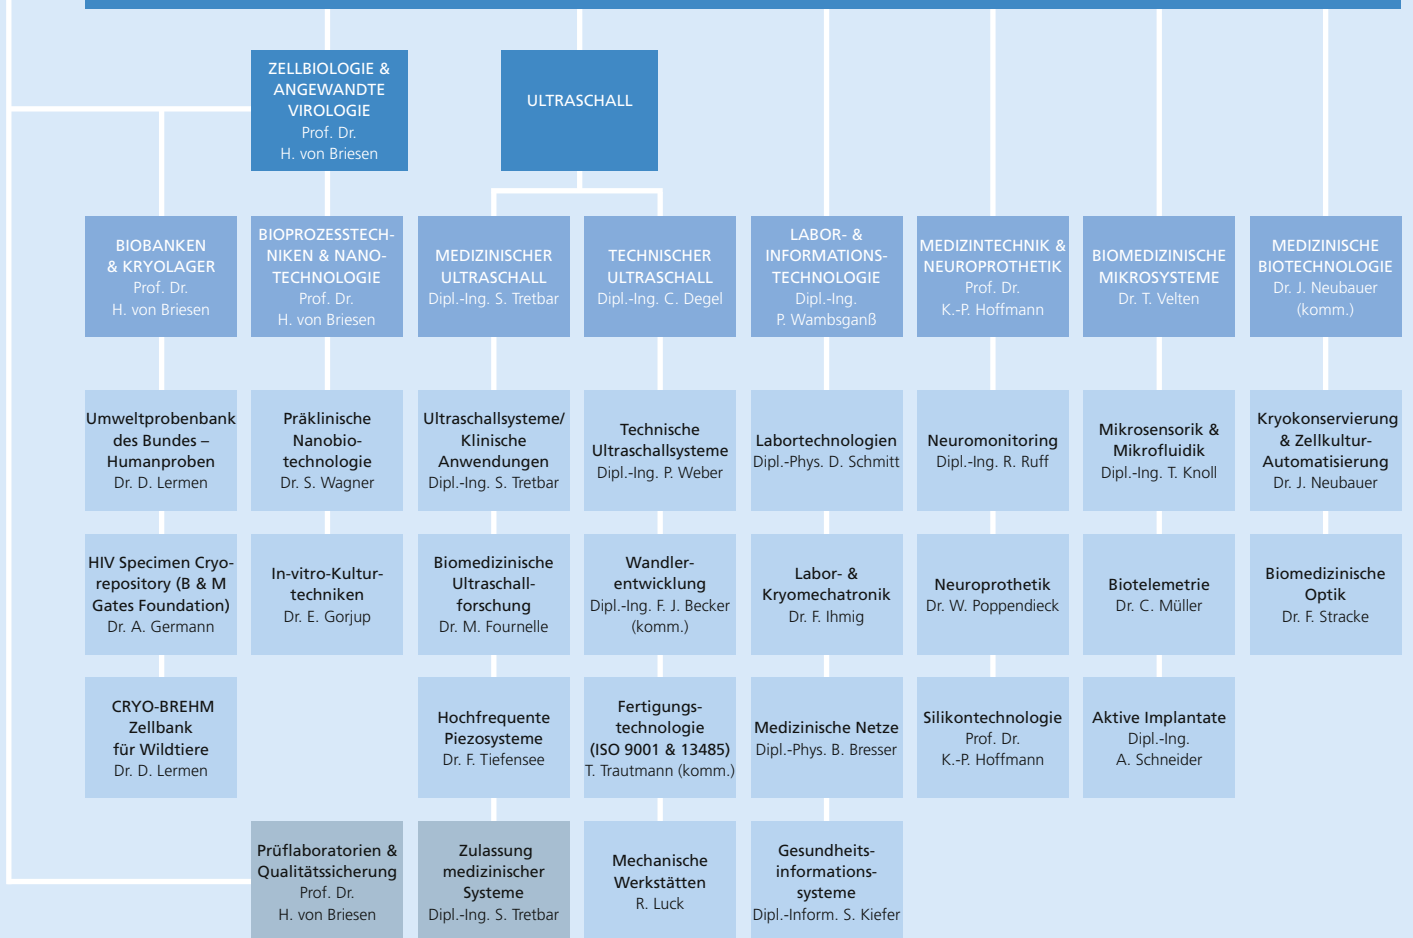 ZELLBIOLOGIE &
ANGEWANDTE
VIROLOGIE
Prof. Dr.
H. von Briesen
ULTRASCHALL
BIOBANKEN
& KRYOLAGER
Prof. Dr.
H. von Briesen
BIOPROZESSTECH-
NIKEN & NANO-
TECHNOLOGIE
Prof. Dr.
H. von Briesen
MEDIZINISCHER
ULTRASCHALL
Dipl.-Ing. S. Tretbar
TECHNISCHER
ULTRASCHALL
Dipl.-Ing. C. Degel
LABOR- &
INFORMATIONS-
TECHNOLOGIE
Dipl.-Ing.
P. Wambsganß
MEDIZINTECHNIK &
NEUROPROTHETIK
Prof. Dr.
K.-P. Hoffmann
BIOMEDIZINISCHE
MIKROSYSTEME
Dr. T. Velten
MEDIZINISCHE
BIOTECHNOLOGIE
Dr. J. Neubauer
(komm.)
Umweltprobenbank
des Bundes –
Humanproben
Dr. D. Lermen
Präklinische
Nanobio-
technologie
Dr. S. Wagner
Ultraschallsysteme/
Klinische
Anwendungen
Dipl.-Ing. S. Tretbar
Technische
Ultraschallsysteme
Dipl.-Ing. P. Weber
Labortechnologien
Dipl.-Phys. D. Schmitt
Neuromonitoring
Dipl.-Ing. R. Ruff
Mikrosensorik &
Mikrofluidik
Dipl.-Ing. T. Knoll
Kryokonservierung
& Zellkultur-
Automatisierung
Dr. J. Neubauer
HIV Specimen Cryo-
repository (B & M
Gates Foundation)
Dr. A. Germann
In-vitro-Kultur-
techniken
Dr. E. Gorjup
Biomedizinische
Ultraschall-
forschung
Dr. M. Fournelle
Wandler-
entwicklung
Dipl.-Ing. F. J. Becker
(komm.)
Labor- &
Kryomechatronik
Dr. F. Ihmig
Neuroprothetik
Dr. W. Poppendieck
Biotelemetrie
Dr. C. Müller
Biomedizinische
Optik
Dr. F. Stracke
CRYO-BREHM
Zellbank
für Wildtiere
Dr. D. Lermen
Hochfrequente
Piezosysteme
Dr. F. Tiefensee
Fertigungs-
technologie
(ISO 9001 & 13485)
T. Trautmann (komm.)
Medizinische Netze
Dipl.-Phys. B. Bresser
Silikontechnologie
Prof. Dr.
K.-P. Hoffmann
Aktive Implantate
Dipl.-Ing.
A. Schneider
Prüflaboratorien &
Qualitätssicherung
Prof. Dr.
H. von Briesen
Zulassung
medizinischer
Systeme
Dipl.-Ing. S. Tretbar
Mechanische
Werkstätten
R. Luck
Gesundheits-
informations-
systeme
Dipl.-Inform. S. Kiefer